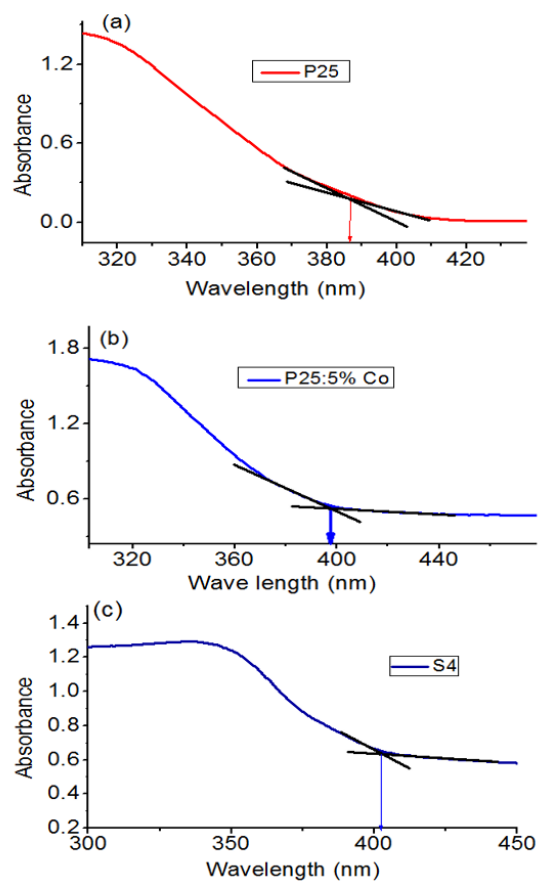 (a)
P25
Absorbance
1.2
0.6
0.0
320 340 360 380 400 420
Wavelength (nm)
(b)
P25:5% Co
Absorbance
1.8
1.2
0.6
320 360 400 440
Wave length (nm)
(c)
S4
Absorbance
1.4
1.2
1.0
0.8
0.6
0.4
0.2
300 350 400 450
Wavelength (nm)